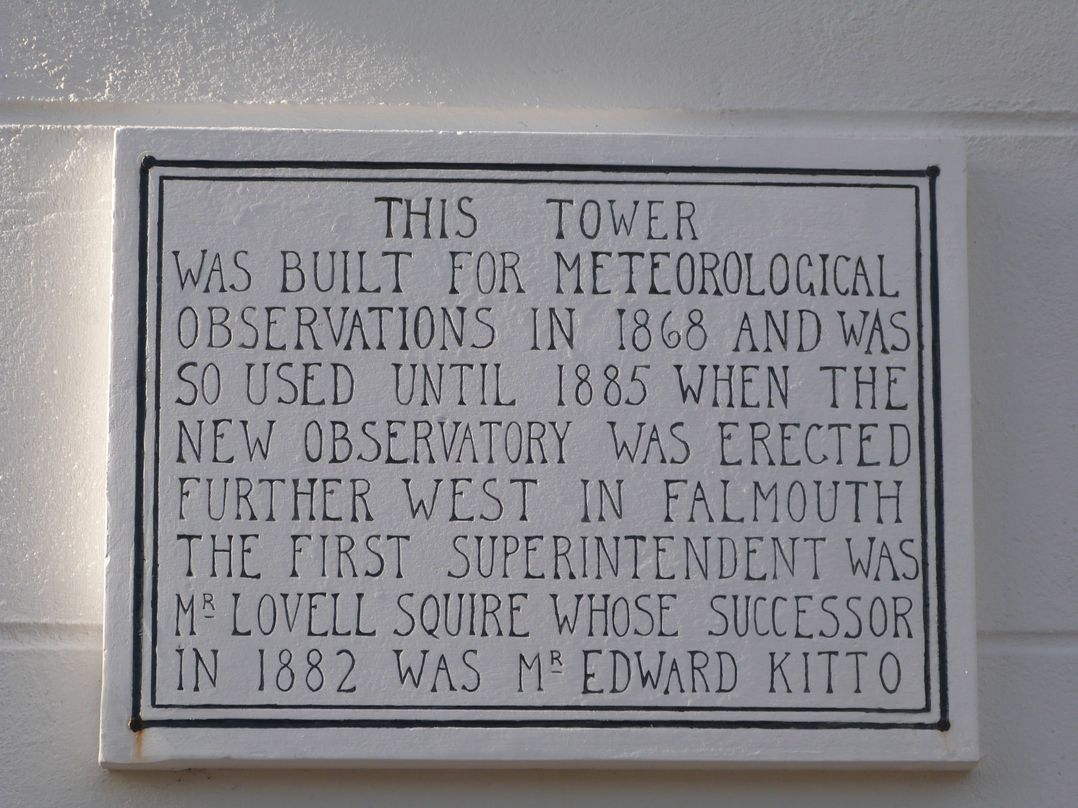 THIS TOWER
WAS BUILT FOR METEOROLOGICAL
OBSERVATIONS IN 1868 AND WAS
SO USED UNTIL 1885 WHEN THE
NEW OBSERVATORY WAS ERECTED
FURTHER WEST IN FALMOUTH
THE FIRST SUPERINTENDENT WAS
MR LOVELL SQUIRE WHOSE SUCCESSOR
IN 1882 WAS MR EDWARD KITTO